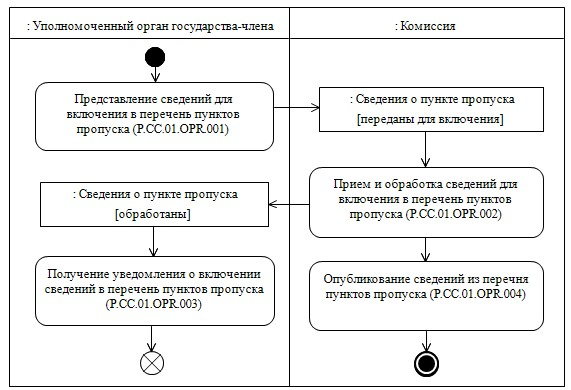 : Уполномоченный орган государства-члена
: Комиссия
Представление сведений для
включения в перечень пунктов
пропуска (P.CC.01.OPR.001)
: Сведения о пункте пропуска
[переданы для включения]
Прием и обработка сведений для
включения в перечень пунктов
пропуска (P.CC.01.OPR.002)
: Сведения о пункте пропуска
[обработаны]
Получение уведомления о включении
сведений в перечень пунктов пропуска
(P.CC.01.OPR.003)
Опубликование сведений из перечня
пунктов пропуска (P.CC.01.OPR.004)